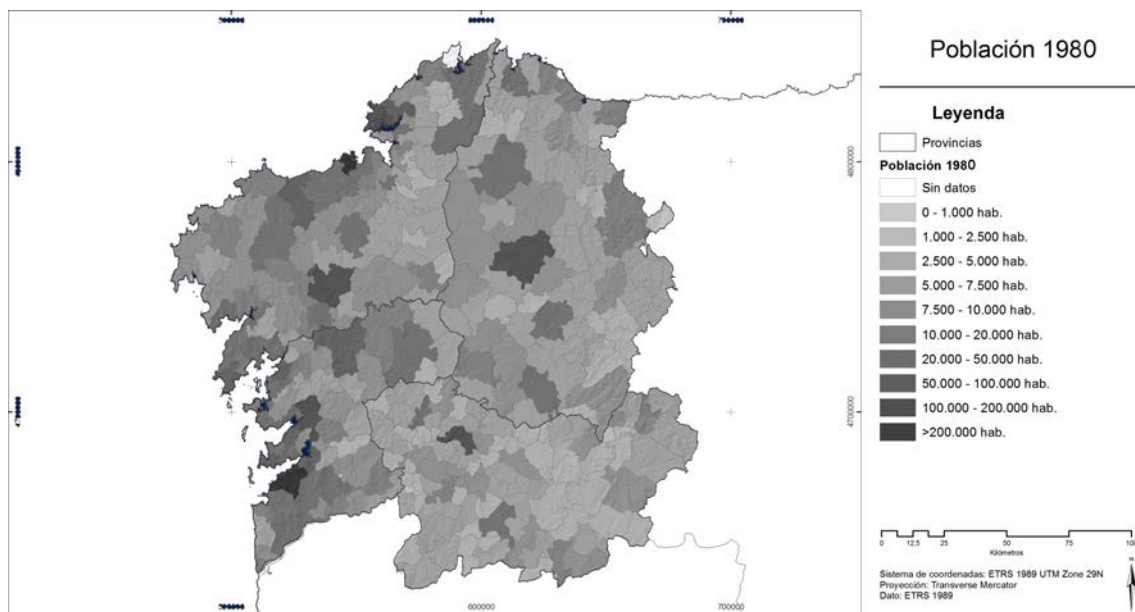 Población 1980
Leyenda
Provincias
Población 1980
Sin datos
0 - 1.000 hab.
1.000 - 2.500 hab.
2.500 - 5.000 hab.
5.000 - 7.500 hab.
7.500 - 10.000 hab.
10.000 - 20.000 hab.
20.000 - 50.000 hab.
50.000 - 100.000 hab.
100.000 - 200.000 hab.
>200.000 hab.
0 12,5 25 50 75 100
Kilómetros
N
Sistema de coordenadas: ETRS 1989 UTM Zone 29N
Proyección: Transverse Mercator
Dato: ETRS 1989
4800000
4700000
600000
700000